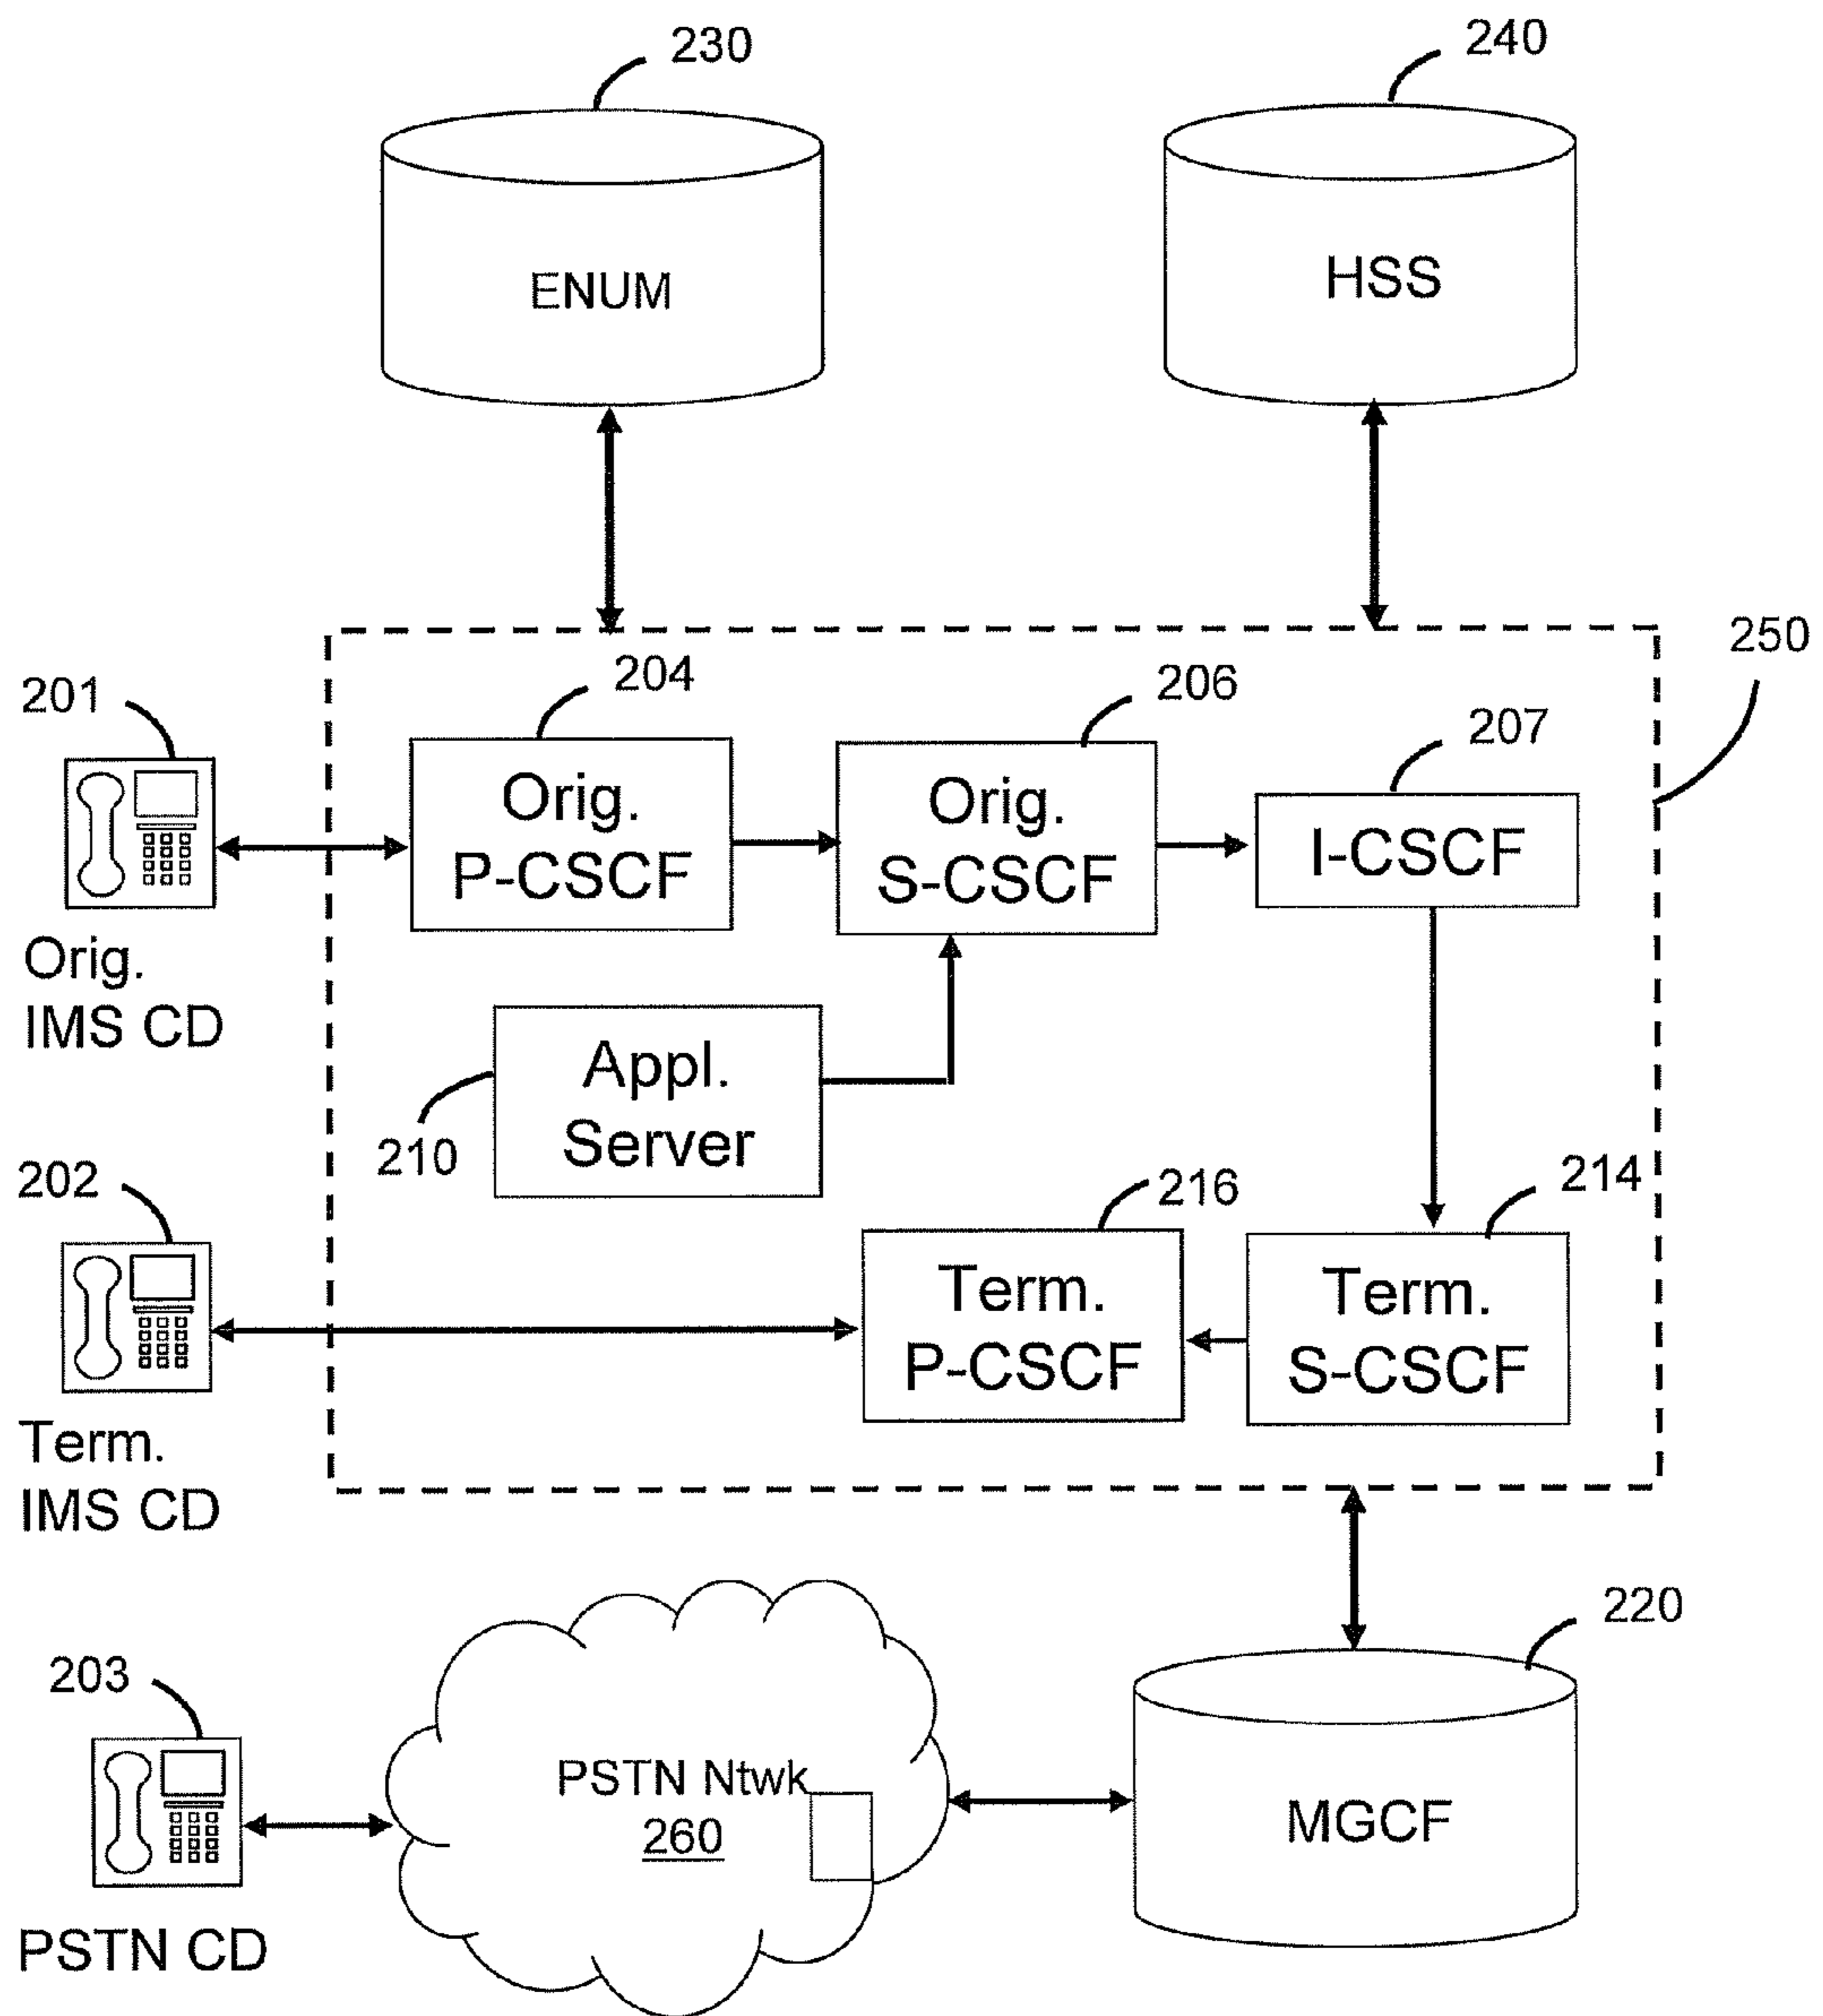 230
240
ENUM
HSS
250
204
206
207
201
Orig.
P-CSCF
Orig.
S-CSCF
I-CSCF
Orig.
IMS CD
Appl.
Server
210
202
216
214
Term.
P-CSCF
Term.
S-CSCF
Term.
IMS CD
220
203
PSTN Ntwk
260
MGCF
PSTN CD